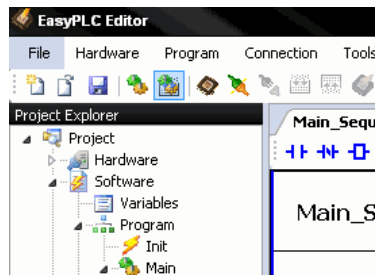 EasyPLC Editor
File Hardware Program Connection Tools
Project Explorer
Main_Sequ
Project
Hardware
Software
Variables
Main_S
Program
Init
Main